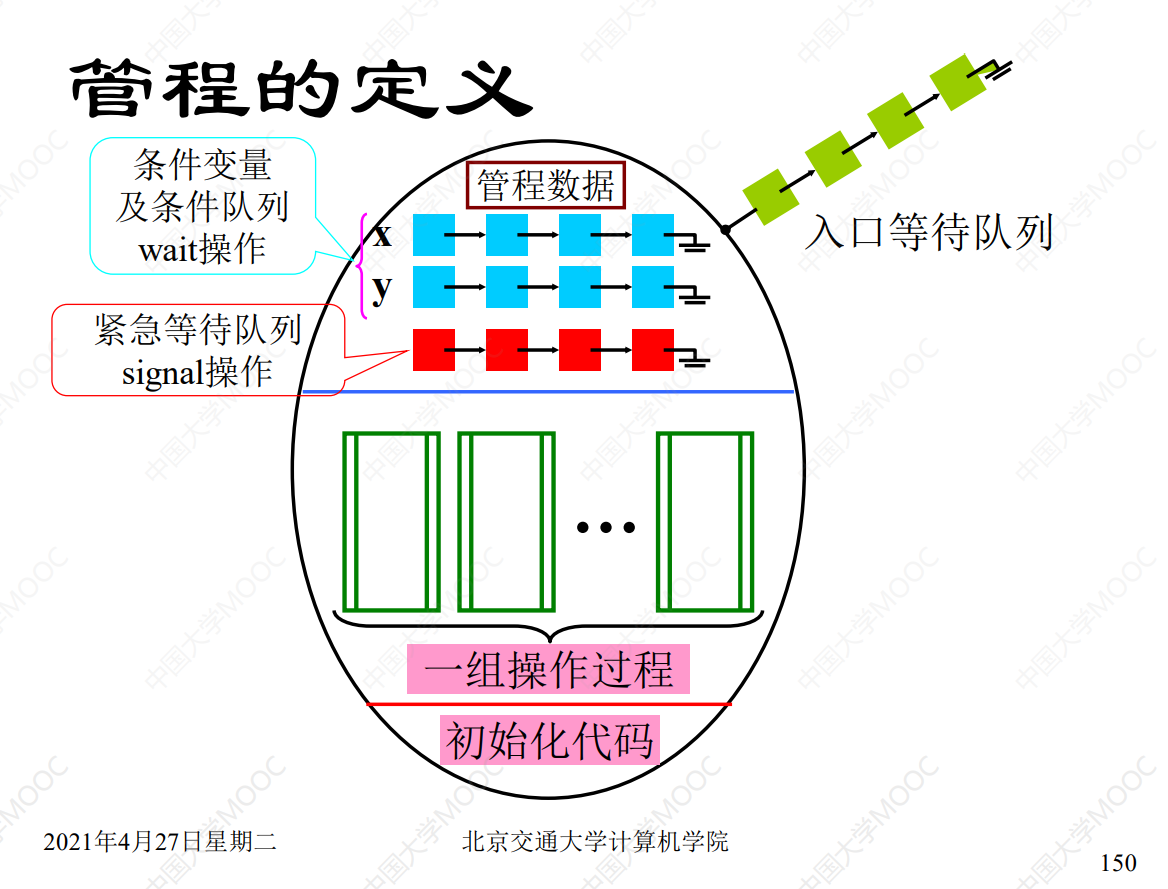 管程的定义
条件变量
及条件队列
wait操作
管程数据
x
y
入口等待队列
紧急等待队列
signal操作
一组操作过程
初始化代码
2021年4月27日星期二
北京交通大学计算机学院
150
中国大学MOOC